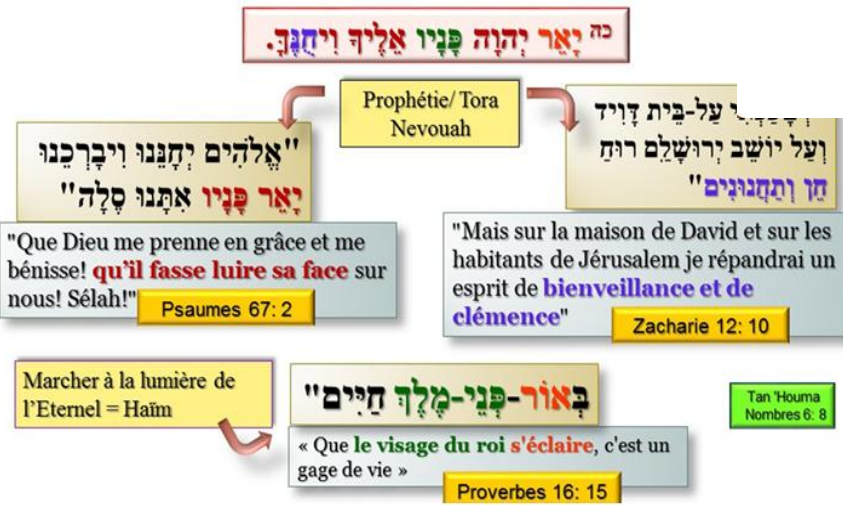 כה יָאֵר יְהוָה פָּנָיו אֵלֶיךָ וִיחֻנֶּךָּ.
Prophétie/ Tora
Nevouah
"אֱלֹהִים יְחָנֵּנוּ וִיבָרְכֵנוּ
יָאֵר פָּנָיו אִתָּנוּ סֶלָה"
"Que Dieu me prenne en grâce et me
bénisse! qu'il fasse luire sa face sur
nous! Sélah!"
Psaumes 67: 2
עַל-בֵּית דָּוִיד
וְעַל יוֹשֵׁב יְרוּשָׁלִַם רוּחַ
חֵן וְתַחֲנוּנִים"
"Mais sur la maison de David et sur les
habitants de Jérusalem je répandrai un
esprit de bienveillance et de
clémence"
Zacharie 12: 10
Marcher à la lumière de
l'Eternel = Haïm
בְּאוֹר-פְּנֵי-מֶלֶךְ חַיִּים"
« Que le visage du roi s'éclaire, c'est un
gage de vie »
Proverbes 16: 15
Tan 'Houma
Nombres 6: 8